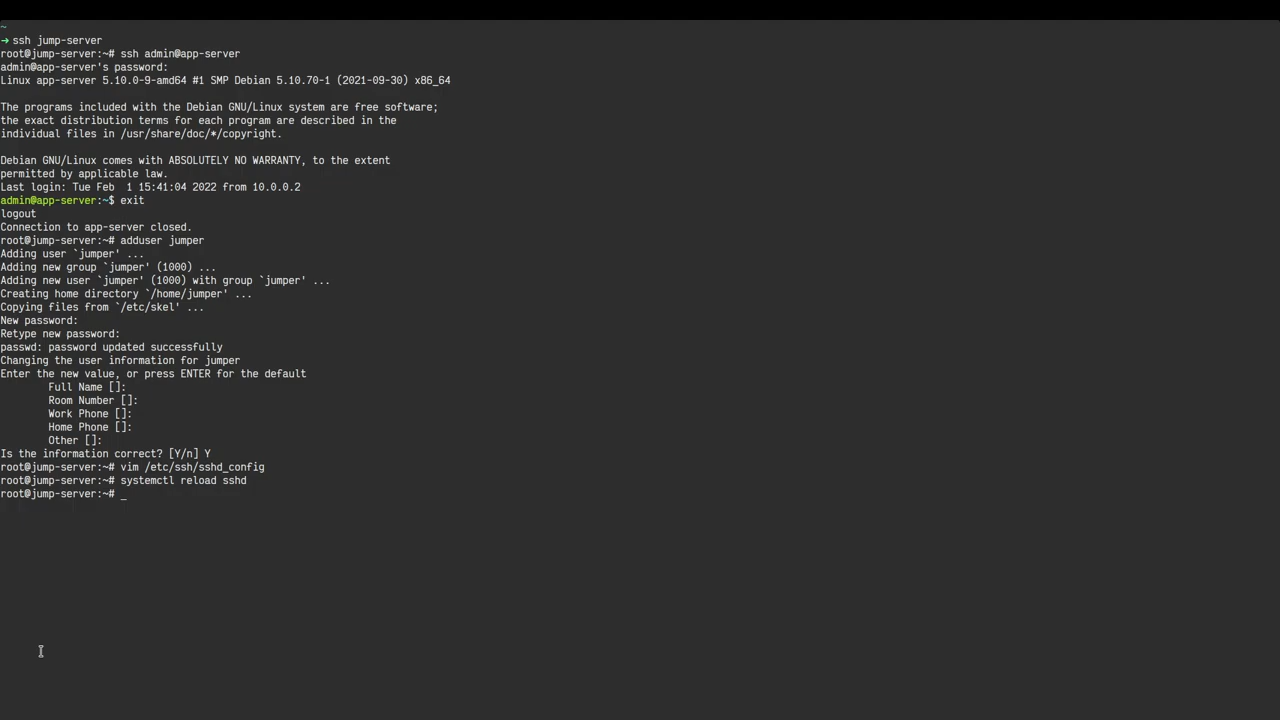 ~
➜ ssh jump-server
root@jump-server:~# ssh admin@app-server
admin@app-server's password:
Linux app-server 5.10.0-9-amd64 #1 SMP Debian 5.10.70-1 (2021-09-30) x86_64
The programs included with the Debian GNU/Linux system are free software;
the exact distribution terms for each program are described in the
individual files in /usr/share/doc/*/copyright.
Debian GNU/Linux comes with ABSOLUTELY NO WARRANTY, to the extent
permitted by applicable law.
Last login: Tue Feb  1 15:41:04 2022 from 10.0.0.2
admin@app-server:~$ exit
logout
Connection to app-server closed.
root@jump-server:~# adduser jumper
Adding user `jumper' ...
Adding new group `jumper' (1000) ...
Adding new user `jumper' (1000) with group `jumper' ...
Creating home directory `/home/jumper' ...
Copying files from `/etc/skel' ...
New password:
Retype new password:
passwd: password updated successfully
Changing the user information for jumper
Enter the new value, or press ENTER for the default
Full Name []:
Room Number []:
Work Phone []:
Home Phone []:
Other []:
Is the information correct? [Y/n] Y
root@jump-server:~# vim /etc/ssh/sshd_config
root@jump-server:~# systemctl reload sshd
root@jump-server:~# _